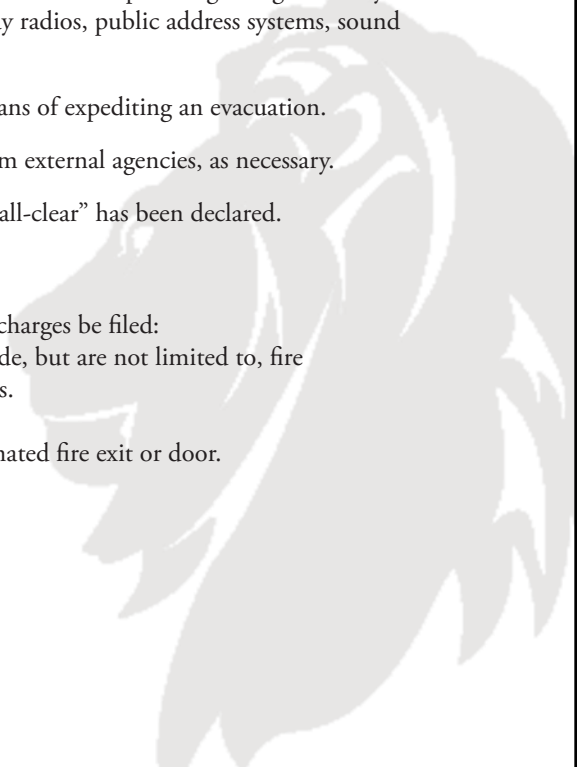 y radios, public address systems, sound
ans of expediting an evacuation.
m external agencies, as necessary.
all-clear” has been declared.
charges be filed:
de, but are not limited to, fire
s.
nated fire exit or door.